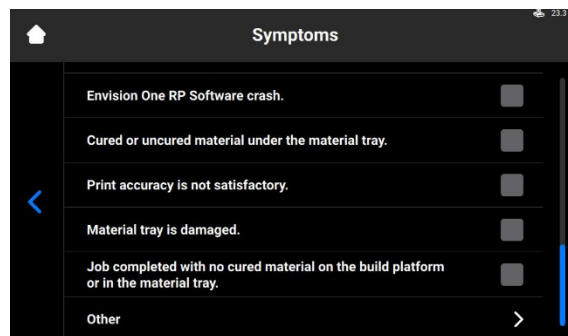 23.3
Symptoms
Envision One RP Software crash.
Cured or uncured material under the material tray.
Print accuracy is not satisfactory.
Material tray is damaged.
Job completed with no cured material on the build platform
or in the material tray.
Other